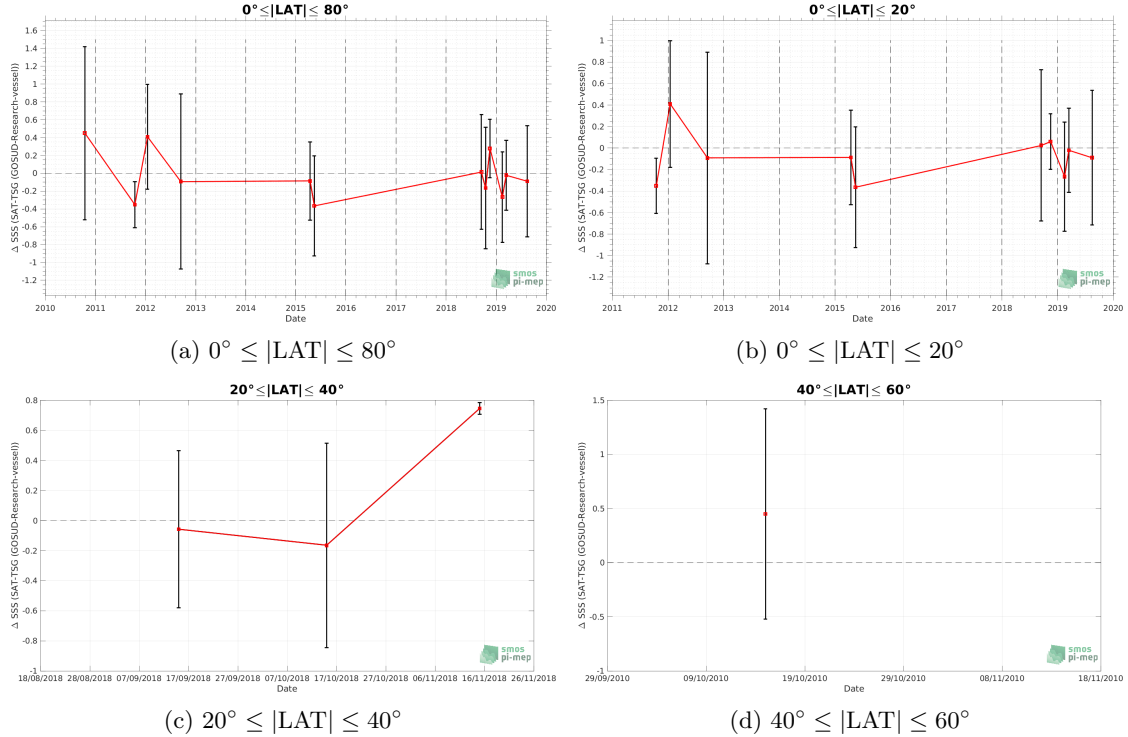 0°≤|LAT|≤ 80°
Δ SSS (SAT-TSG (GOSUD-Research-vessel))
1.6
1.4
1.2
1
0.8
0.6
0.4
0.2
0
-0.2
-0.4
-0.6
-0.8
-1
-1.2
2010 2011 2012 2013 2014 2015 2016 2017 2018 2019 2020
Date
smos
pi-mep
(a) 0° ≤ |LAT| ≤ 80°
0°≤|LAT|≤ 20°
Δ SSS (SAT-TSG (GOSUD-Research-vessel))
1
0.8
0.6
0.4
0.2
0
-0.2
-0.4
-0.6
-0.8
-1
-1.2
2011 2012 2013 2014 2015 2016 2017 2018 2019 2020
Date
smos
pi-mep
(b) 0° ≤ |LAT| ≤ 20°
20°≤|LAT|≤ 40°
Δ SSS (SAT-TSG (GOSUD-Research-vessel))
0.8
0.6
0.4
0.2
0
-0.2
-0.4
-0.6
-0.8
-1
18/08/2018 28/08/2018 07/09/2018 17/09/2018 27/09/2018 07/10/2018 17/10/2018 27/10/2018 06/11/2018 16/11/2018 26/11/2018
Date
smos
pi-mep
(c) 20° ≤ |LAT| ≤ 40°
40°≤|LAT|≤ 60°
Δ SSS (SAT-TSG (GOSUD-Research-vessel))
1.5
1
0.5
0
-0.5
-1
29/09/2010 09/10/2010 19/10/2010 29/10/2010 08/11/2010 18/11/2010
Date
smos
pi-mep
(d) 40° ≤ |LAT| ≤ 60°